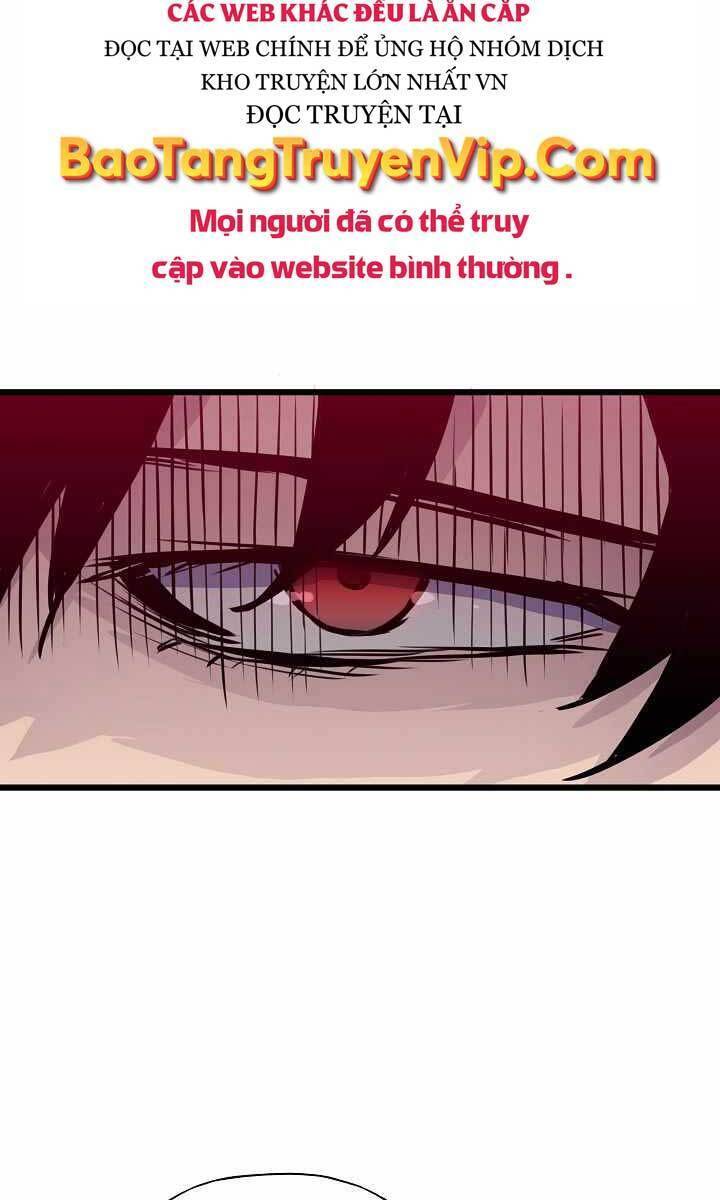 CÁC WEB KHÁC ĐỀU LÀ ĂN CẮP
ĐỌC TẠI WEB CHÍNH ĐỂ ỦNG HỘ NHÓM DỊCH
KHO TRUYỆN LỚN NHẤT VN
ĐỌC TRUYỆN TẠI
BaoTangTruyenVip.Com
Mọi người đã có thể truy
cập vào website bình thường.